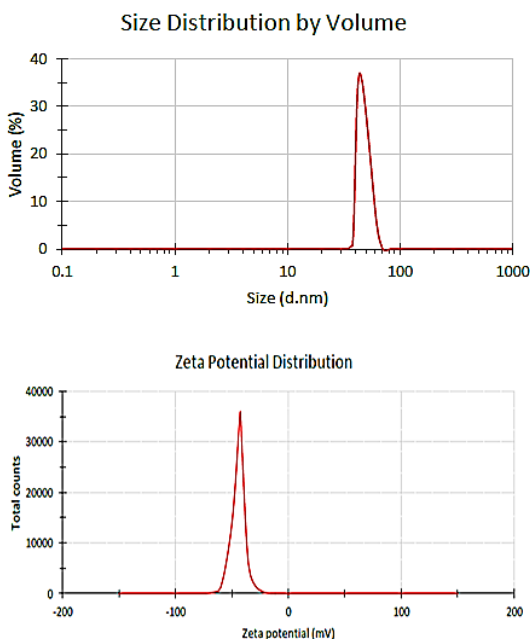 Size Distribution by Volume
Volume (%)
40
30
20
10
0
0.1 1 10 100 1000
Size (d.nm)
Zeta Potential Distribution
Total counts
40000
30000
20000
10000
0
-200 -100 0 100 200
Zeta potential (mV)